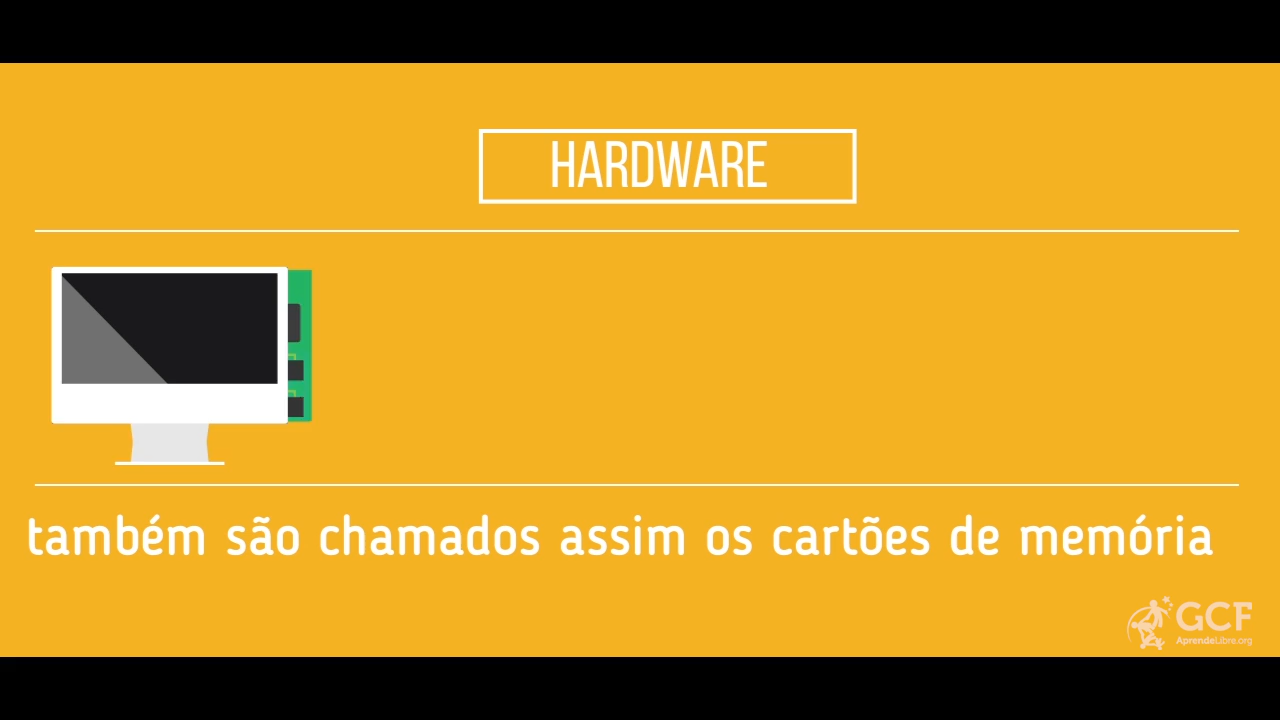 HARDWARE
também são chamados assim os cartões de memória
GCF
AprendeLibre.org